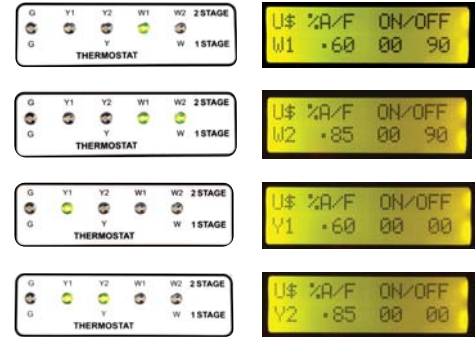 G Y1 Y2 W1 W2 2 STAGE
G Y W 1 STAGE
THERMOSTAT
U$ %A/F ON/OFF
W1 .60 00 90
G Y1 Y2 W1 W2 2 STAGE
G Y W 1 STAGE
THERMOSTAT
U$ %A/F ON/OFF
W2 .85 00 90
G Y1 Y2 W1 W2 2 STAGE
G Y W 1 STAGE
THERMOSTAT
U$ %A/F ON/OFF
Y1 .60 00 00
G Y1 Y2 W1 W2 2 STAGE
G Y W 1 STAGE
THERMOSTAT
U$ %A/F ON/OFF
Y2 .85 00 00